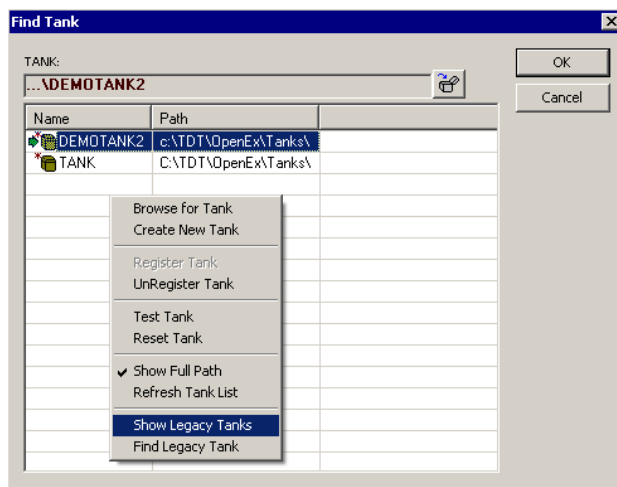 Find Tank
TANK:
...\DEMOTANK2
OK
Cancel
Name Path
DEMOTANK2 c:\TDT\OpenEx\Tanks\
TANK C:\TDT\OpenEx\Tanks\
Browse for Tank
Create New Tank
Register Tank
UnRegister Tank
Test Tank
Reset Tank
Show Full Path
Refresh Tank List
Show Legacy Tanks
Find Legacy Tank